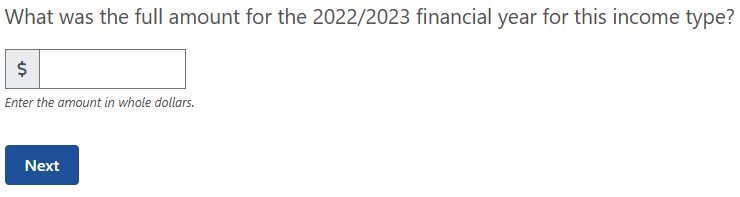 What was the full amount for the 2022/2023 financial year for this income type?
$
Enter the amount in whole dollars.
Next